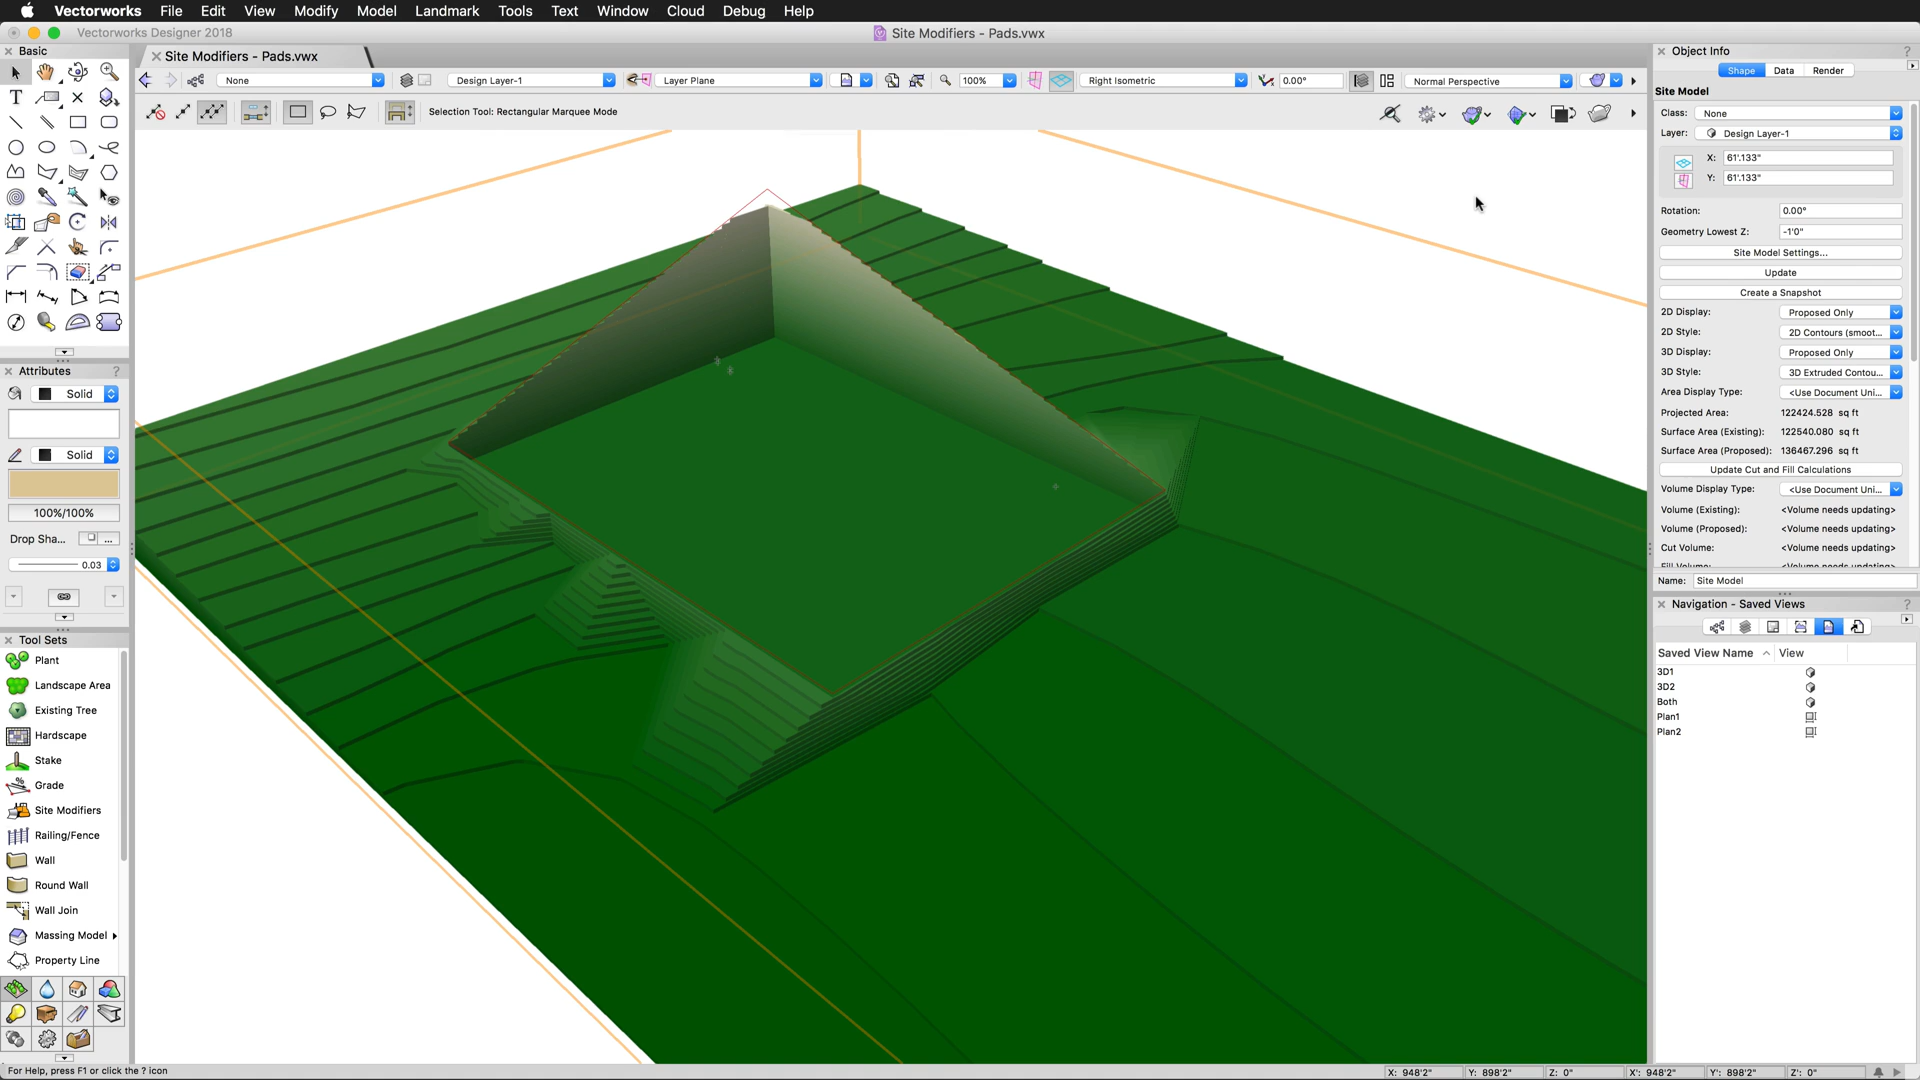 Vectorworks File Edit View Modify Model Landmark Tools Text Window Cloud Debug Help
Vectorworks Designer 2018
Site Modifiers - Pads.vwx
Basic
Site Modifiers - Pads.vwx
None
Design Layer-1
Layer Plane
100%
Right Isometric
0.00°
Normal Perspective
Selection Tool: Rectangular Marquee Mode
Attributes ?
Solid
Solid
100%/100%
Drop Sha... ...
0.03
Tool Sets
Plant
Landscape Area
Existing Tree
Hardscape
Stake
Grade
Site Modifiers
Railing/Fence
Wall
Round Wall
Wall Join
Massing Model
Property Line
For Help, press F1 or click the ? icon
Object Info ?
Shape Data Render
Site Model
Class: None
Layer: Design Layer-1
X: 61'.133"
Y: 61'.133"
Rotation: 0.00°
Geometry Lowest Z: -1'0"
Site Model Settings...
Update
Create a Snapshot
2D Display: Proposed Only
2D Style: 2D Contours (smoot...
3D Display: Proposed Only
3D Style: 3D Extruded Contou...
Area Display Type: <Use Document Uni...
Projected Area: 122424.528 sq ft
Surface Area (Existing): 122540.080 sq ft
Surface Area (Proposed): 136467.296 sq ft
Update Cut and Fill Calculations
Volume Display Type: <Use Document Uni...
Volume (Existing): <Volume needs updating>
Volume (Proposed): <Volume needs updating>
Cut Volume: <Volume needs updating>
Fill Volume: <Volume needs updating>
Name: Site Model
Navigation - Saved Views ?
Saved View Name View
3D1
3D2
Both
Plan1
Plan2
X: 948'2" Y: 898'2" Z: 0" X': 948'2" Y': 898'2" Z': 0"